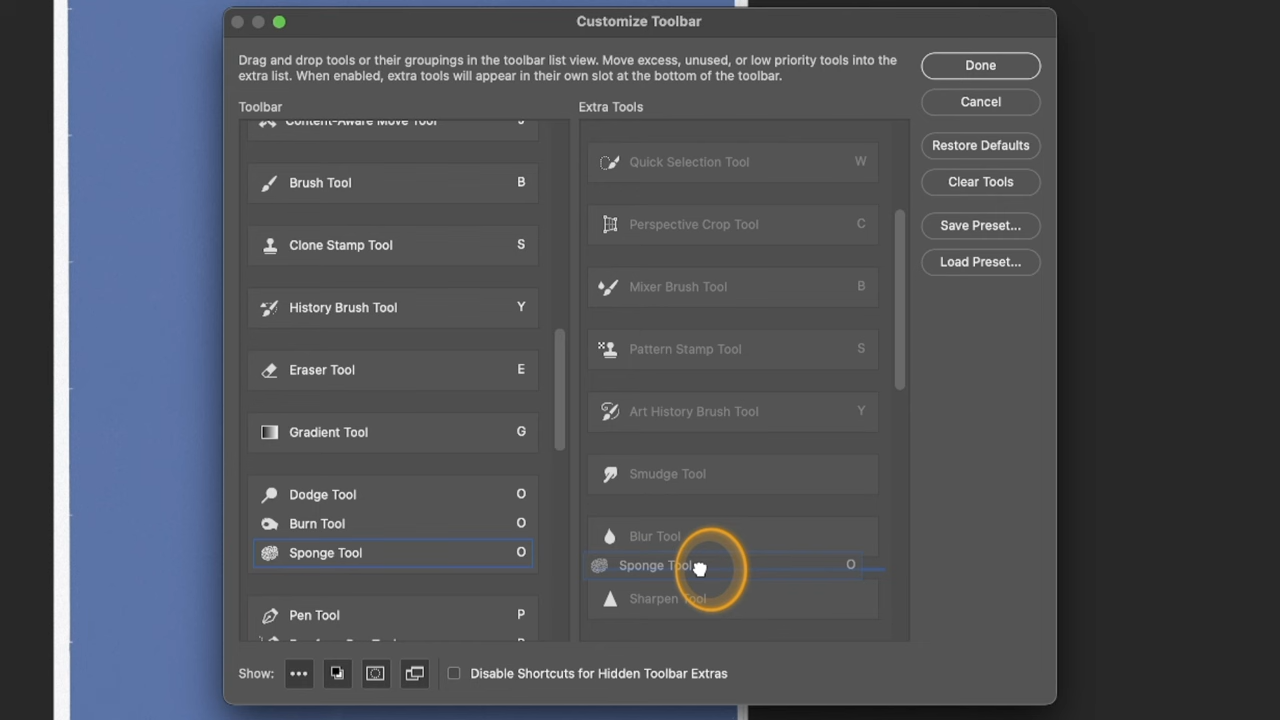 Customize Toolbar
Drag and drop tools or their groupings in the toolbar list view. Move excess, unused, or low priority tools into the
extra list. When enabled, extra tools will appear in their own slot at the bottom of the toolbar.
Done
Cancel
Restore Defaults
Clear Tools
Save Preset...
Load Preset...
Toolbar
Content-Aware Move Tool J
Brush Tool B
Clone Stamp Tool S
History Brush Tool Y
Eraser Tool E
Gradient Tool G
Dodge Tool O
Burn Tool O
Sponge Tool O
Pen Tool P
Extra Tools
Quick Selection Tool W
Perspective Crop Tool C
Mixer Brush Tool B
Pattern Stamp Tool S
Art History Brush Tool Y
Smudge Tool
Blur Tool
Sponge Tool O
Sharpen Tool
Show:
Disable Shortcuts for Hidden Toolbar Extras